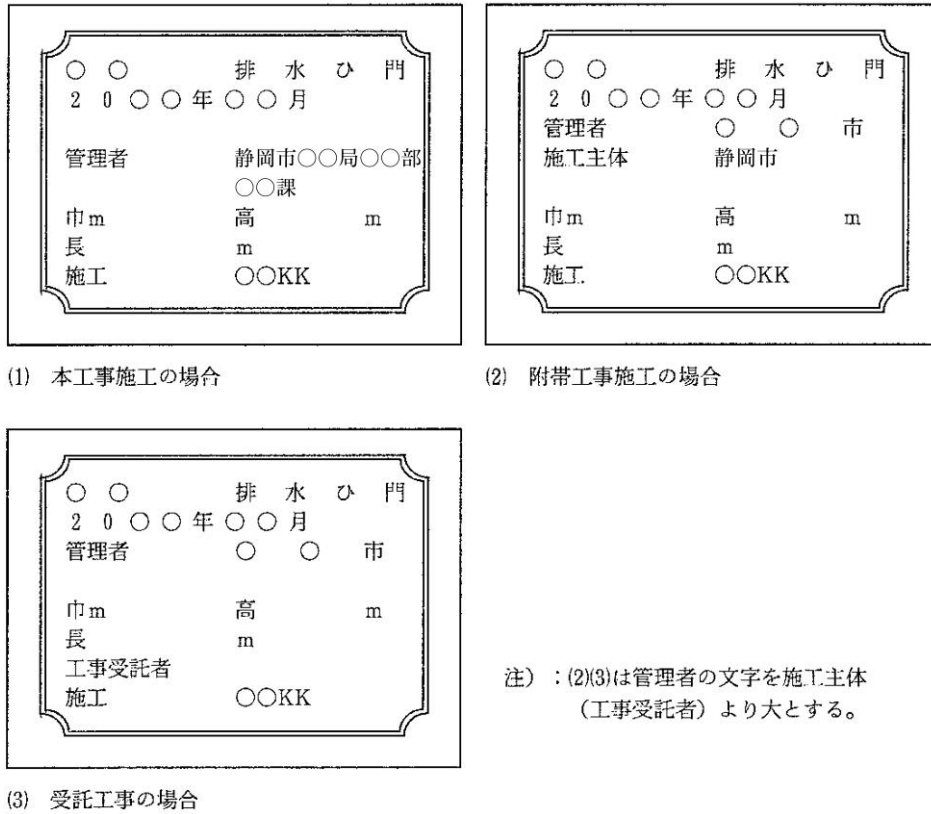 ○ ○ 排 水 ひ 門
2 0 ○ ○ 年 ○ ○ 月
管理者 静岡市○○局○○部
○○課
巾m 高 m
長 m
施工 ○○KK
(1) 本工事施工の場合
○ ○ 排 水 ひ 門
2 0 ○ ○ 年 ○ ○ 月
管理者 ○ ○ 市
施工主体 静岡市
巾m 高 m
長 m
施工 ○○KK
(2) 附帯工事施工の場合
○ ○ 排 水 ひ 門
2 0 ○ ○ 年 ○ ○ 月
管理者 ○ ○ 市
巾m 高 m
長 m
工事受託者
施工 ○○KK
(3) 受託工事の場合
注）：(2)(3)は管理者の文字を施工主体
（工事受託者）より大とする。